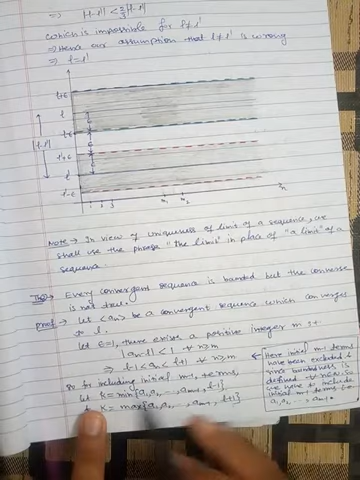 ⇒ |l-l'| < 2/3 |l-l'|
which is impossible for l≠l'
⇒ Hence our assumption that l≠l' is wrong
⇒ l=l'
l+ε
l
l-ε
|l-l'|
l'+ε
l'
l'-ε
1 2 3 m₁ m₂ n
Note → In view of uniqueness of limit of a sequence, we
shall use the phrase "the limit" in place of "a limit" of a
sequence.
Every convergent sequence is bounded but the converse
is not true.
Proof → Let <an> be a convergent sequence which converges
to l.
Let ε=1, there exists a positive integer m s.t
|an-l| < 1 ∀ n≥m
⇒ l-1<an< l+1 ∀ n≥m
So for including initial m-1 terms,
Let k = min{a₁,a₂, ..., am-1, l-1}
K = max{a₁,a₂, ..., am-1, l+1}
Here initial m-1 terms
have been excluded &
since boundedness is
defined ∀ n∈N. So we
have to include
initial m-1 terms i.e
a₁,a₂, ..., am-1.